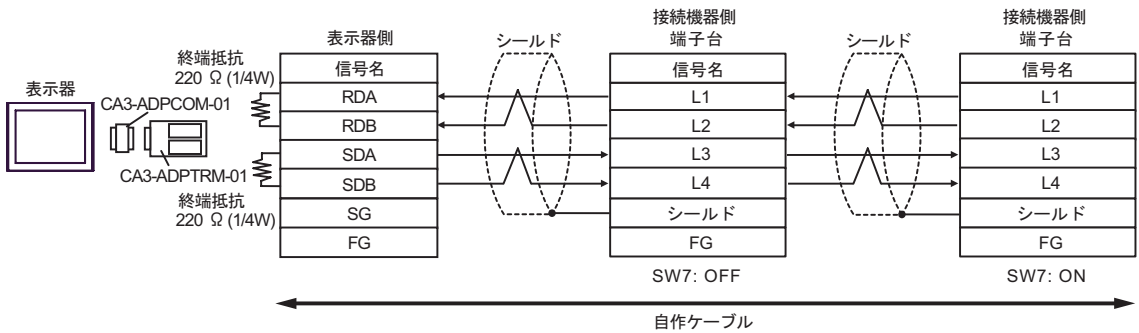 表示器
CA3-ADPCOM-01
CA3-ADPTRM-01
終端抵抗
220 Ω (1/4W)
終端抵抗
220 Ω (1/4W)
表示器側
信号名
RDA
RDB
SDA
SDB
SG
FG
シールド
接続機器側
端子台
信号名
L1
L2
L3
L4
シールド
FG
SW7: OFF
シールド
接続機器側
端子台
信号名
L1
L2
L3
L4
シールド
FG
SW7: ON
自作ケーブル